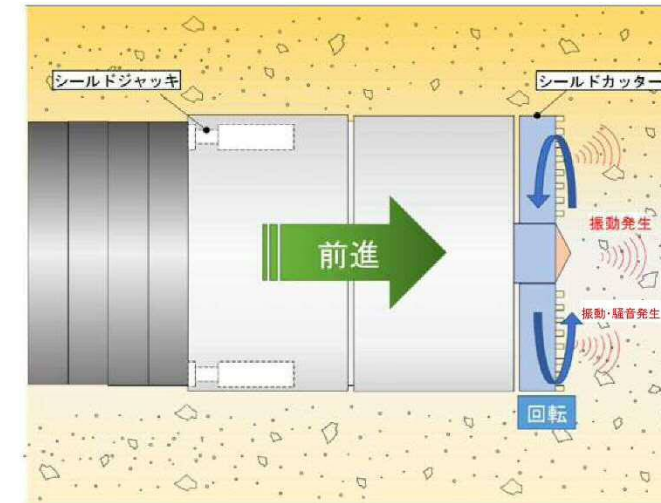 シールドジャッキ
シールドカッター
前進
振動発生
振動・騒音発生
回転